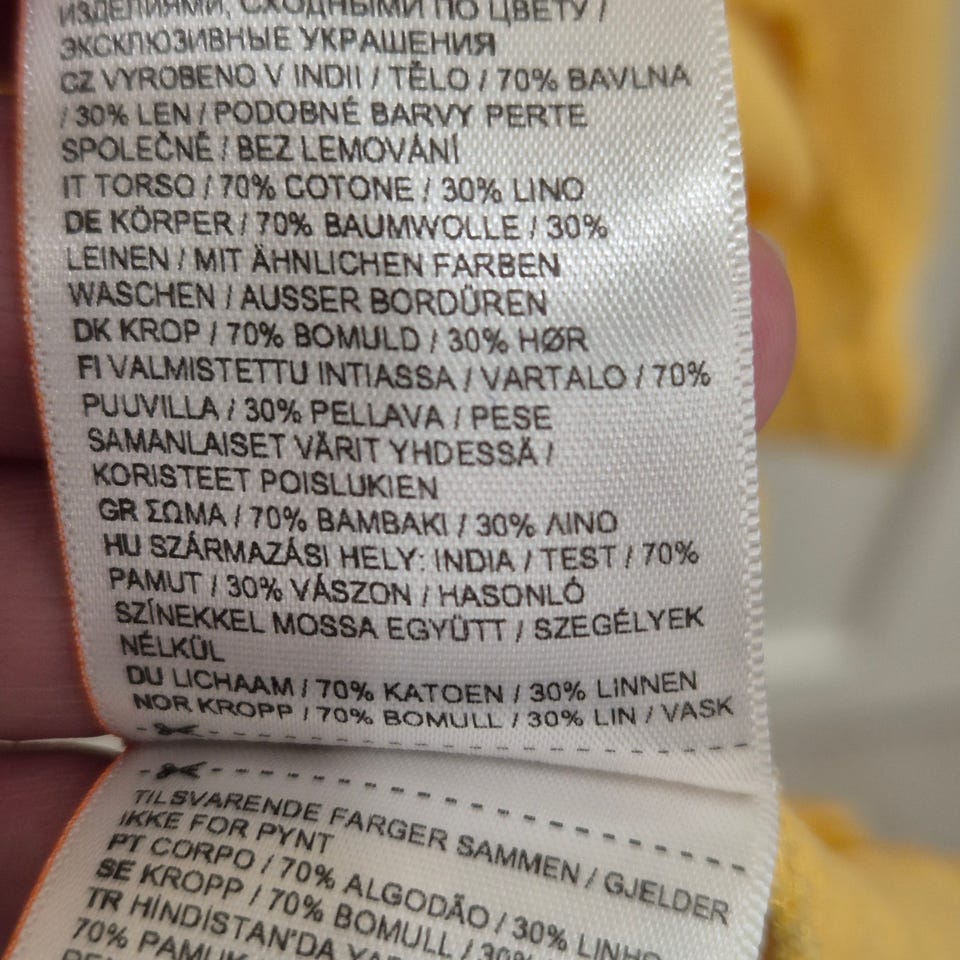 ИЗДЕЛИЯМИ, СХОДНЫМИ ПО ЦВЕТУ /
ЭКСКЛЮЗИВНЫЕ УКРАШЕНИЯ
CZ VYROBENO V INDII / TĚLO / 70% BAVLNA
/ 30% LEN / PODOBNÉ BARVY PERTE
SPOLEČNÉ / BEZ LEMOVÁNÍ
IT TORSO / 70% COTONE / 30% LINO
DE KÖRPER / 70% BAUMWOLLE / 30%
LEINEN / MIT ÄHNLICHEN FARBEN
WASCHEN / AUSSER BORDÜREN
DK KROP / 70% BOMULD / 30% HØR
FI VALMISTETTU INTIASSA / VARTALO / 70%
PUUVILLA / 30% PELLAVA / PESE
SAMANLAISET VÄRIT YHDESSÄ /
KORISTEET POISLUKIEN
GR ΣΩΜΑ / 70% ΒΑΜΒΑΚΙ / 30% ΛΙΝΟ
HU SZÁRMAZÁSI HELY: INDIA / TEST / 70%
PAMUT / 30% VÁSZON / HASONLÓ
SZÍNEKKEL MOSSA EGYÜTT / SZEGÉLYEK
NÉLKÜL
DU LICHAAM / 70% KATOEN / 30% LINNEN
NOR KROPP / 70% BOMULL / 30% LIN / VASK
TILSVARENDE FARGER SAMMEN / GJELDER
IKKE FOR PYNT
PT CORPO / 70% ALGODÃO / 30% LINHO
SE KROPP / 70% BOMULL / 30%
TR HİNDİSTAN'DA
70% PAMUK